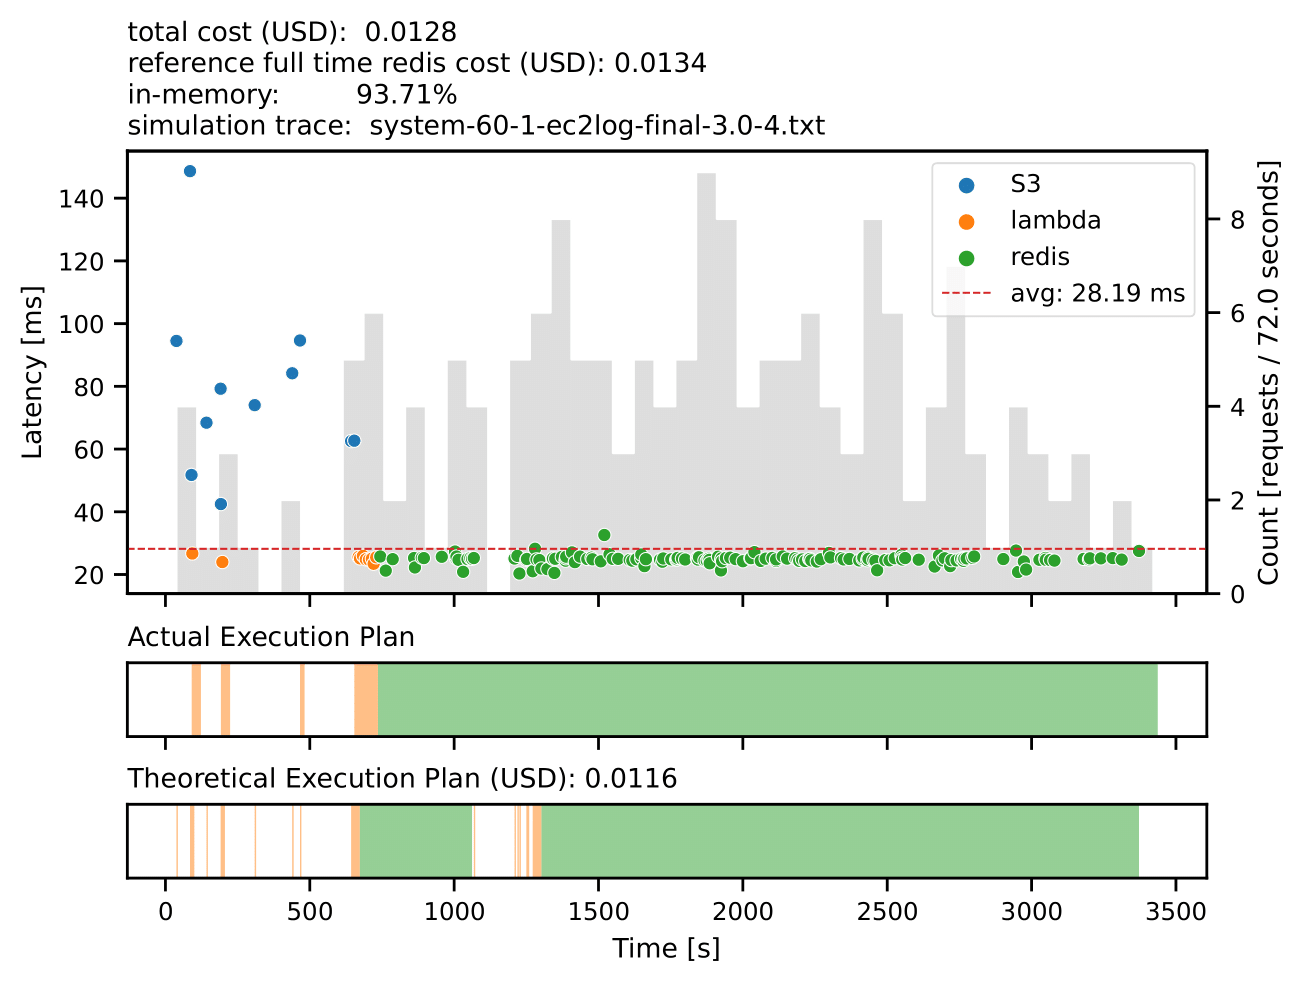 total cost (USD): 0.0128
reference full time redis cost (USD): 0.0134
in-memory: 93.71%
simulation trace: system-60-1-ec2log-final-3.0-4.txt
S3
lambda
redis
avg: 28.19 ms
Latency [ms]
140
120
100
80
60
40
20
Count [requests / 72.0 seconds]
8
6
4
2
0
Actual Execution Plan
Theoretical Execution Plan (USD): 0.0116
0 500 1000 1500 2000 2500 3000 3500
Time [s]